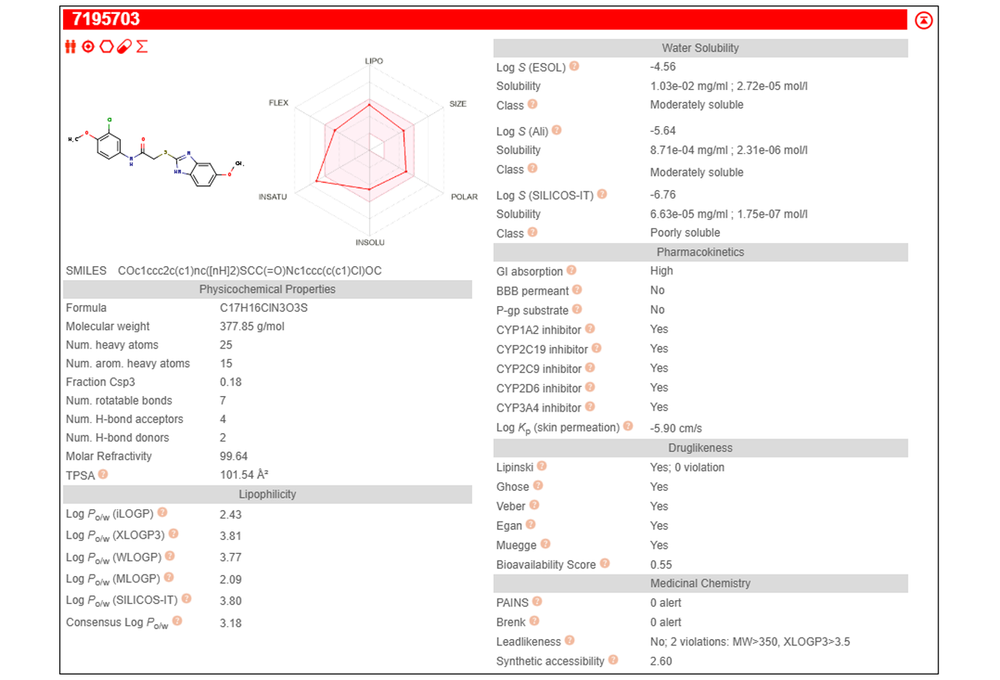 7195703
LIPO
FLEX
SIZE
INSATU
POLAR
INSOLU
Cl
H₃C
O
O
N
H
S
N
HN
O
CH₃
SMILES COc1ccc2c(c1)nc([nH]2)SCC(=O)Nc1ccc(c(c1)Cl)OC
Physicochemical Properties
Formula C17H16ClN3O3S
Molecular weight 377.85 g/mol
Num. heavy atoms 25
Num. arom. heavy atoms 15
Fraction Csp3 0.18
Num. rotatable bonds 7
Num. H-bond acceptors 4
Num. H-bond donors 2
Molar Refractivity 99.64
TPSA ? 101.54 Å²
Lipophilicity
Log Po/w (iLOGP) ? 2.43
Log Po/w (XLOGP3) ? 3.81
Log Po/w (WLOGP) ? 3.77
Log Po/w (MLOGP) ? 2.09
Log Po/w (SILICOS-IT) ? 3.80
Consensus Log Po/w ? 3.18
Water Solubility
Log S (ESOL) ? -4.56
Solubility 1.03e-02 mg/ml ; 2.72e-05 mol/l
Class ? Moderately soluble
Log S (Ali) ? -5.64
Solubility 8.71e-04 mg/ml ; 2.31e-06 mol/l
Class ? Moderately soluble
Log S (SILICOS-IT) ? -6.76
Solubility 6.63e-05 mg/ml ; 1.75e-07 mol/l
Class ? Poorly soluble
Pharmacokinetics
GI absorption ? High
BBB permeant ? No
P-gp substrate ? No
CYP1A2 inhibitor ? Yes
CYP2C19 inhibitor ? Yes
CYP2C9 inhibitor ? Yes
CYP2D6 inhibitor ? Yes
CYP3A4 inhibitor ? Yes
Log Kp (skin permeation) ? -5.90 cm/s
Druglikeness
Lipinski ? Yes; 0 violation
Ghose ? Yes
Veber ? Yes
Egan ? Yes
Muegge ? Yes
Bioavailability Score ? 0.55
Medicinal Chemistry
PAINS ? 0 alert
Brenk ? 0 alert
Leadlikeness ? No; 2 violations: MW>350, XLOGP3>3.5
Synthetic accessibility ? 2.60